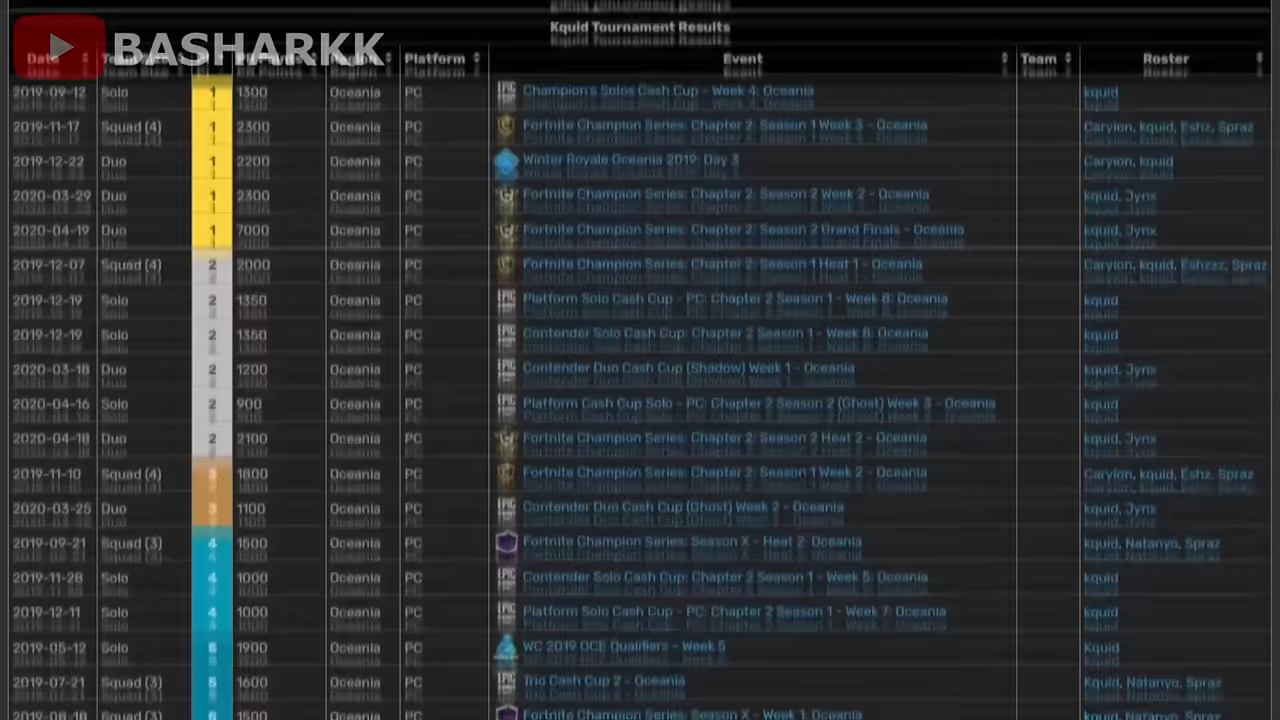 Kquid Tournament Results
BASHARKK
Date Platform Event Team Roster
2019-09-12 Solo 1 1300 Oceania PC Champion's Solos Cash Cup - Week 4: Oceania kquid
2019-11-17 Squad (4) 1 2300 Oceania PC Fortnite Champion Series: Chapter 2: Season 1 Week 3 - Oceania Caryion, kquid, Eshz, Spraz
2019-12-22 Duo 1 2200 Oceania PC Winter Royale Oceania 2019: Day 3 Caryion, kquid
2020-03-29 Duo 1 2300 Oceania PC Fortnite Champion Series: Chapter 2: Season 2 Week 2 - Oceania kquid, Jynx
2020-04-19 Duo 1 7000 Oceania PC Fortnite Champion Series: Chapter 2 Season 2 Grand Finals - Oceania kquid, Jynx
2019-12-07 Squad (4) 2 2000 Oceania PC Fortnite Champion Series: Chapter 2: Season 1 Heat 1 - Oceania Caryion, kquid, Eshzzz, Spraz
2019-12-19 Solo 2 1350 Oceania PC Platform Solo Cash Cup - PC: Chapter 2 Season 1 - Week 8: Oceania kquid
2019-12-19 Solo 2 1350 Oceania PC Contender Solo Cash Cup: Chapter 2 Season 1 - Week 8: Oceania kquid
2020-03-18 Duo 2 1200 Oceania PC Contender Duo Cash Cup (Shadow) Week 1 - Oceania kquid, Jynx
2020-04-16 Solo 2 900 Oceania PC Platform Cash Cup Solo - PC: Chapter 2 Season 2 (Ghost) Week 3 - Oceania kquid
2020-04-18 Duo 2 2100 Oceania PC Fortnite Champion Series: Chapter 2: Season 2 Heat 2 - Oceania kquid, Jynx
2019-11-10 Squad (4) 3 1800 Oceania PC Fortnite Champion Series: Chapter 2: Season 1 Week 2 - Oceania Caryion, kquid, Eshz, Spraz
2020-03-25 Duo 3 1100 Oceania PC Contender Duo Cash Cup (Ghost) Week 2 - Oceania kquid, Jynx
2019-09-21 Squad (3) 4 1500 Oceania PC Fortnite Champion Series: Season X - Heat 2: Oceania kquid, Natanyo, Spraz
2019-11-28 Solo 4 1000 Oceania PC Contender Solo Cash Cup: Chapter 2 Season 1 - Week 5: Oceania kquid
2019-12-11 Solo 4 1000 Oceania PC Platform Solo Cash Cup - PC: Chapter 2 Season 1 - Week 7: Oceania kquid
2019-05-12 Solo 5 1900 Oceania PC WC 2019 OCE Qualifiers - Week 5 Kquid
2019-07-21 Squad (3) 5 1600 Oceania PC Trio Cash Cup 2 - Oceania Kquid, Natanyo, Spraz
2019-08-18 Squad (3) 1500 Oceania PC Fortnite Champion Series: Season X - Week 1: Oceania kquid, Natanyo, Spraz